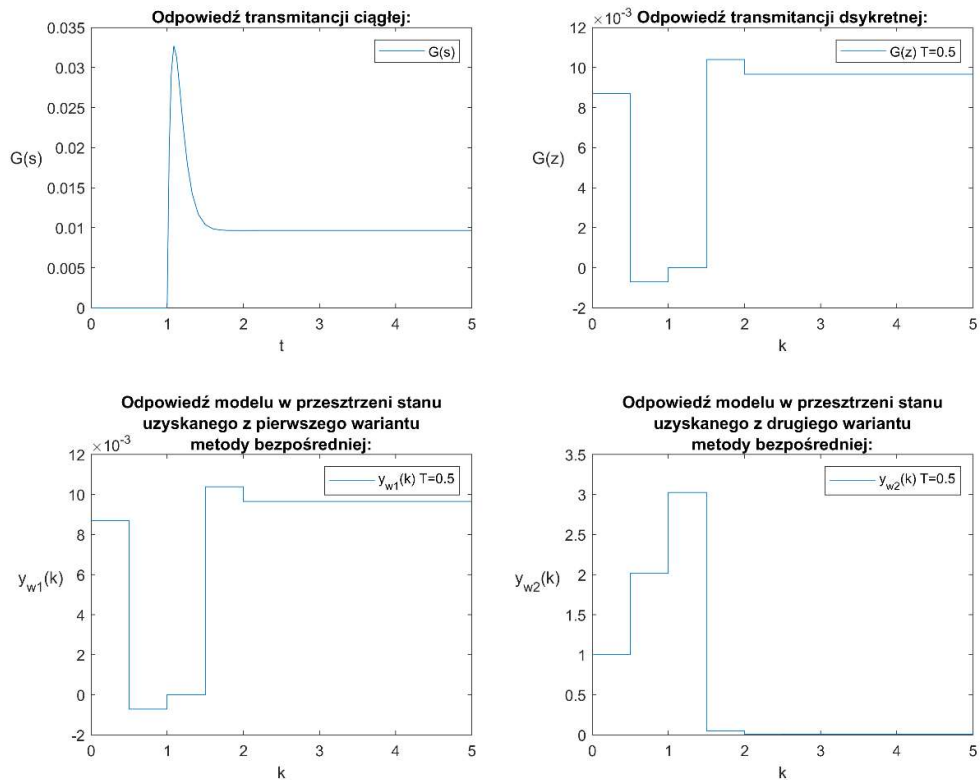 Odpowiedź transmitancji ciągłej:
0.035
0.03
0.025
0.02
0.015
0.01
0.005
0
G(s)
G(s)
0 1 2 3 4 5
t
Odpowiedź transmitancji dsykretnej:
×10-3
12
10
8
6
4
2
0
-2
G(z)
G(z) T=0.5
0 1 2 3 4 5
k
Odpowiedź modelu w przesztrzeni stanu
uzyskanego z pierwszego wariantu
metody bezpośredniej:
×10-3
12
10
8
6
4
2
0
-2
yw1(k)
yw1(k) T=0.5
0 1 2 3 4 5
k
Odpowiedź modelu w przesztrzeni stanu
uzyskanego z drugiego wariantu
metody bezpośredniej:
3.5
3
2.5
2
1.5
1
0.5
0
yw2(k)
yw2(k) T=0.5
0 1 2 3 4 5
k